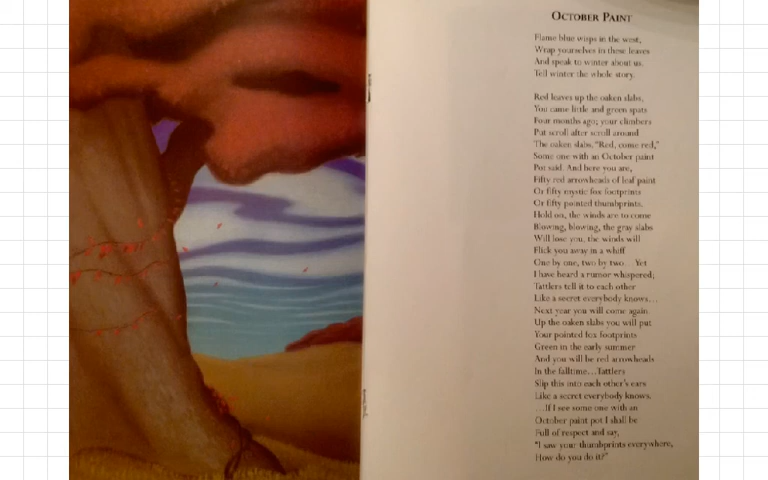 OCTOBER PAINT
Flame blue wisps in the west,
Wrap yourselves in these leaves
And speak to winter about us.
Tell winter the whole story.
Red leaves up the oaken slabs,
You came little and green spats
Four months ago; your climbers
Put scroll after scroll around
The oaken slabs. "Red, come red,"
Some one with an October paint
Pot said. And here you are,
Fifty red arrowheads of leaf paint
Or fifty mystic fox footprints
Or fifty pointed thumbprints.
Hold on, the winds are to come
Blowing, blowing, the gray slabs
Will lose you, the winds will
Flick you away in a whiff
One by one, two by two... Yet
I have heard a rumor whispered;
Tattlers tell it to each other
Like a secret everybody knows...
Next year you will come again.
Up the oaken slabs you will put
Your pointed fox footprints
Green in the early summer
And you will be red arrowheads
In the falltime...Tattlers
Slip this into each other's ears
Like a secret everybody knows.
...If I see some one with an
October paint pot I shall be
Full of respect and say,
"I saw your thumbprints everywhere,
How do you do it?"